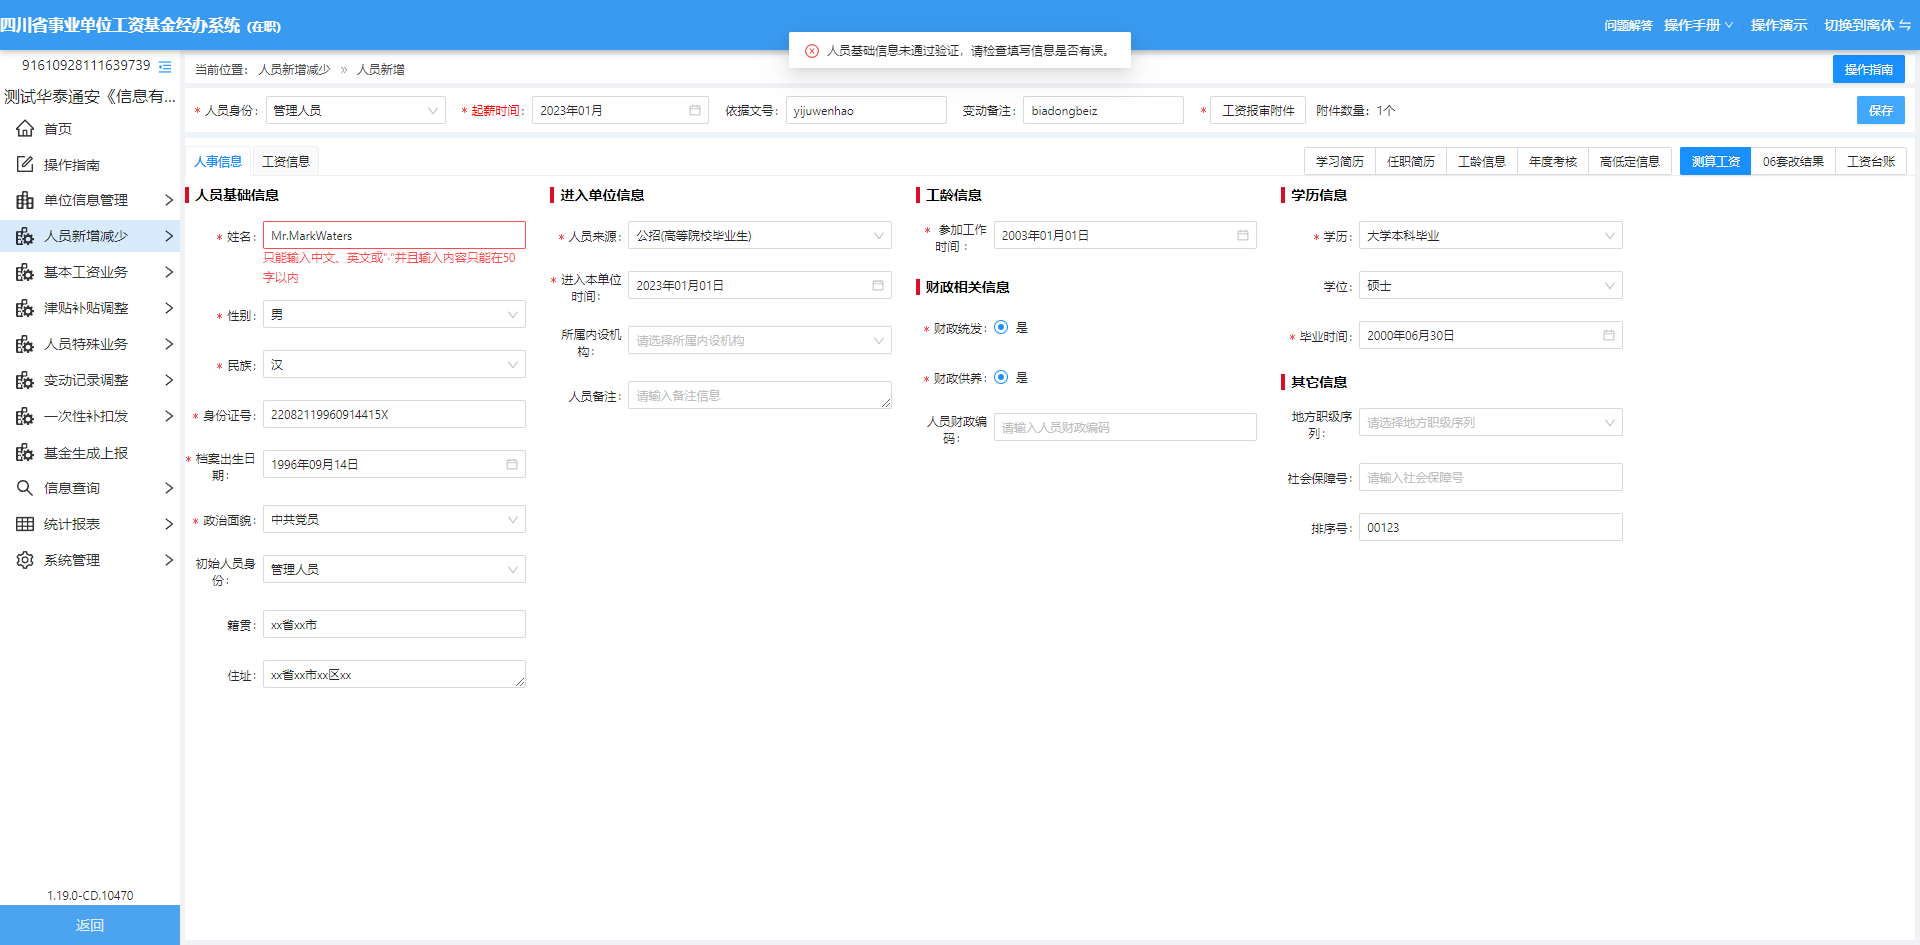 四川省事业单位工资基金经办系统 (在职)
问题解答 操作手册 操作演示 切换到离休
人员基础信息未通过验证，请检查填写信息是否有误。
91610928111639739
测试华泰通安《信息有...
首页
操作指南
单位信息管理
人员新增减少
基本工资业务
津贴补贴调整
人员特殊业务
变动记录调整
一次性补扣发
基金生成上报
信息查询
统计报表
系统管理
1.19.0-CD.10470
返回
当前位置： 人员新增减少 » 人员新增
操作指南
* 人员身份： 管理人员 * 起薪时间： 2023年01月 依据文号： yijuwenhao 变动备注： biadongbeiz * 工资报审附件 附件数量：1个
保存
人事信息 工资信息
学习简历 任职简历 工龄信息 年度考核 高低定信息 测算工资 06套改结果 工资台账
人员基础信息
* 姓名： Mr.MarkWaters
只能输入中文、英文或“·”并且输入内容只能在50
字以内
* 性别： 男
* 民族： 汉
* 身份证号： 22082119960914415X
* 档案出生日
期： 1996年09月14日
* 政治面貌： 中共党员
初始人员身
份： 管理人员
籍贯： xx省xx市
住址： xx省xx市xx区xx
进入单位信息
* 人员来源： 公招(高等院校毕业生)
* 进入本单位
时间： 2023年01月01日
所属内设机
构： 请选择所属内设机构
人员备注： 请输入备注信息
工龄信息
* 参加工作
时间： 2003年01月01日
财政相关信息
* 财政统发： 是
* 财政供养： 是
人员财政编
码： 请输入人员财政编码
学历信息
* 学历： 大学本科毕业
学位： 硕士
* 毕业时间： 2000年06月30日
其它信息
地方职级序
列： 请选择地方职级序列
社会保障号： 请输入社会保障号
排序号： 00123